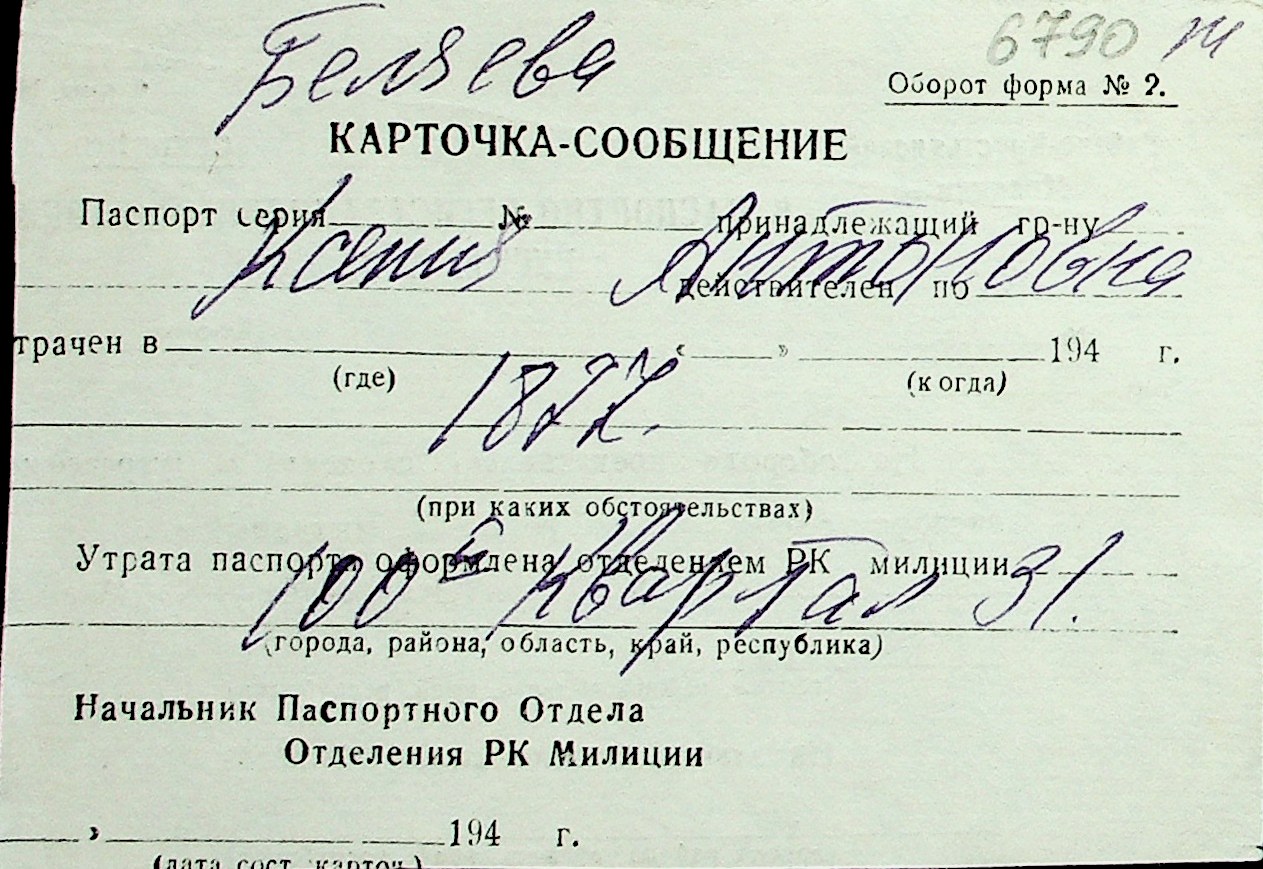 6790 ж
Беляева
Оборот форма № 2.
КАРТОЧКА-СООБЩЕНИЕ
Паспорт серия № принадлежащий гр-ну
Ксения Антоновна
действителен по
трачен в " " 194 г.
(где) (когда)
1877.
(при каких обстоятельствах)
Утрата паспорта оформлена отделением РК милиции
100й Квартал 31.
(города, района, область, край, республика)
Начальник Паспортного Отдела
Отделения РК Милиции
" 194 г.
(дата сост. карточ.)